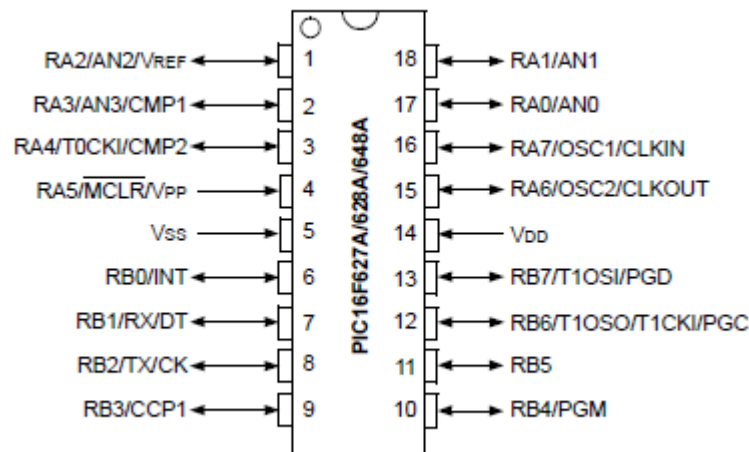 RA2/AN2/VREF 1 18 RA1/AN1
RA3/AN3/CMP1 2 17 RA0/AN0
RA4/T0CKI/CMP2 3 16 RA7/OSC1/CLKIN
RA5/MCLR/VPP 4 15 RA6/OSC2/CLKOUT
VSS 5 14 VDD
RB0/INT 6 13 RB7/T1OSI/PGD
RB1/RX/DT 7 12 RB6/T1OSO/T1CKI/PGC
RB2/TX/CK 8 11 RB5
RB3/CCP1 9 10 RB4/PGM
PIC16F627A/628A/648A